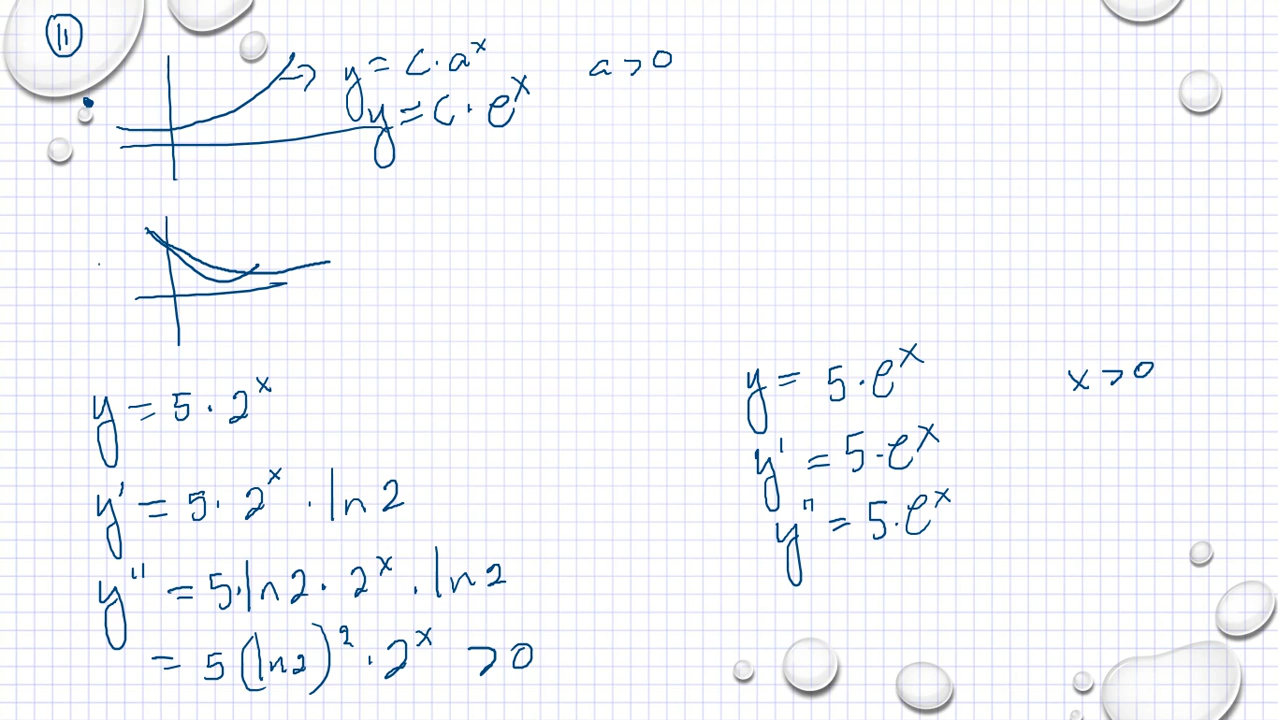 11
y = c · a^x a > 0
y = c · e^x
y = 5 · 2^x
y' = 5 · 2^x · ln 2
y'' = 5 · ln 2 · 2^x · ln 2
= 5 (ln 2)^2 · 2^x > 0
y = 5 · e^x x > 0
y' = 5 · e^x
y'' = 5 · e^x